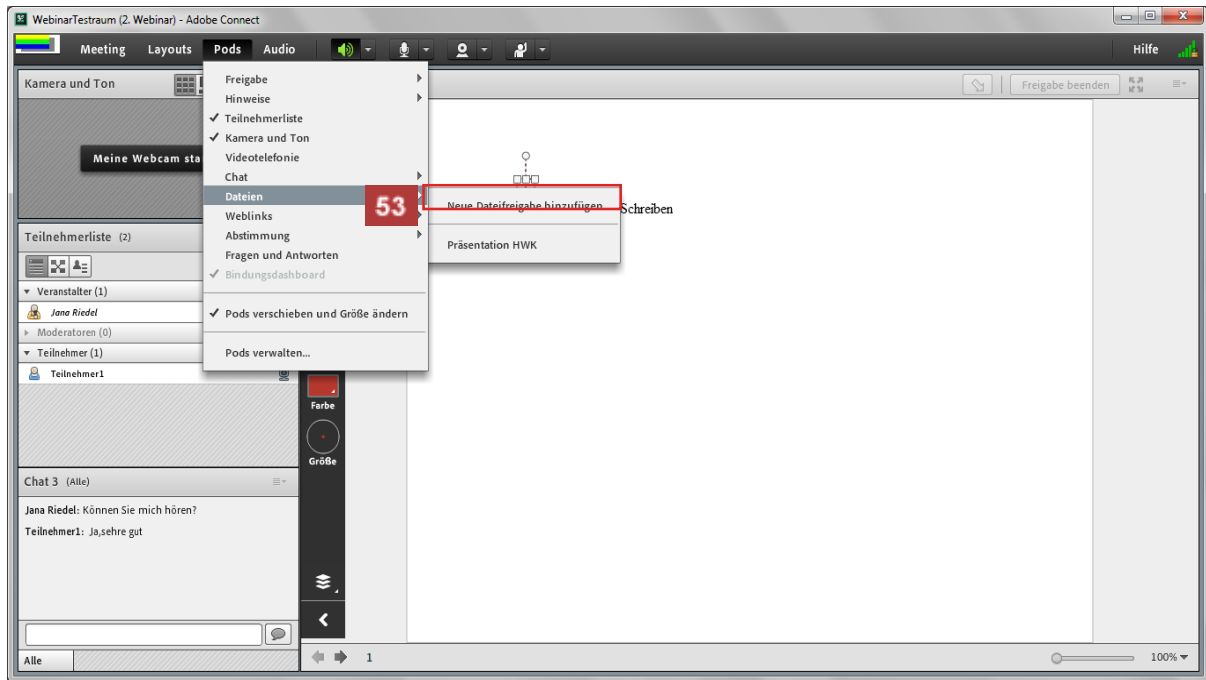 WebinarTestraum (2. Webinar) - Adobe Connect
Meeting Layouts Pods Audio Hilfe
Kamera und Ton
Freigabe beenden
Meine Webcam sta
Freigabe
Hinweise
Teilnehmerliste
Kamera und Ton
Videotelefonie
Chat
Dateien
53
Weblinks
Abstimmung
Fragen und Antworten
Bindungsdashboard
Pods verschieben und Größe ändern
Pods verwalten...
Neue Dateifreigabe hinzufügen
Präsentation HWK
Schreiben
Teilnehmerliste (2)
Veranstalter (1)
Jana Riedel
Moderatoren (0)
Teilnehmer (1)
Teilnehmer1
Farbe
Größe
Chat 3 (Alle)
Jana Riedel: Können Sie mich hören?
Teilnehmer1: Ja,sehre gut
Alle
1
100%